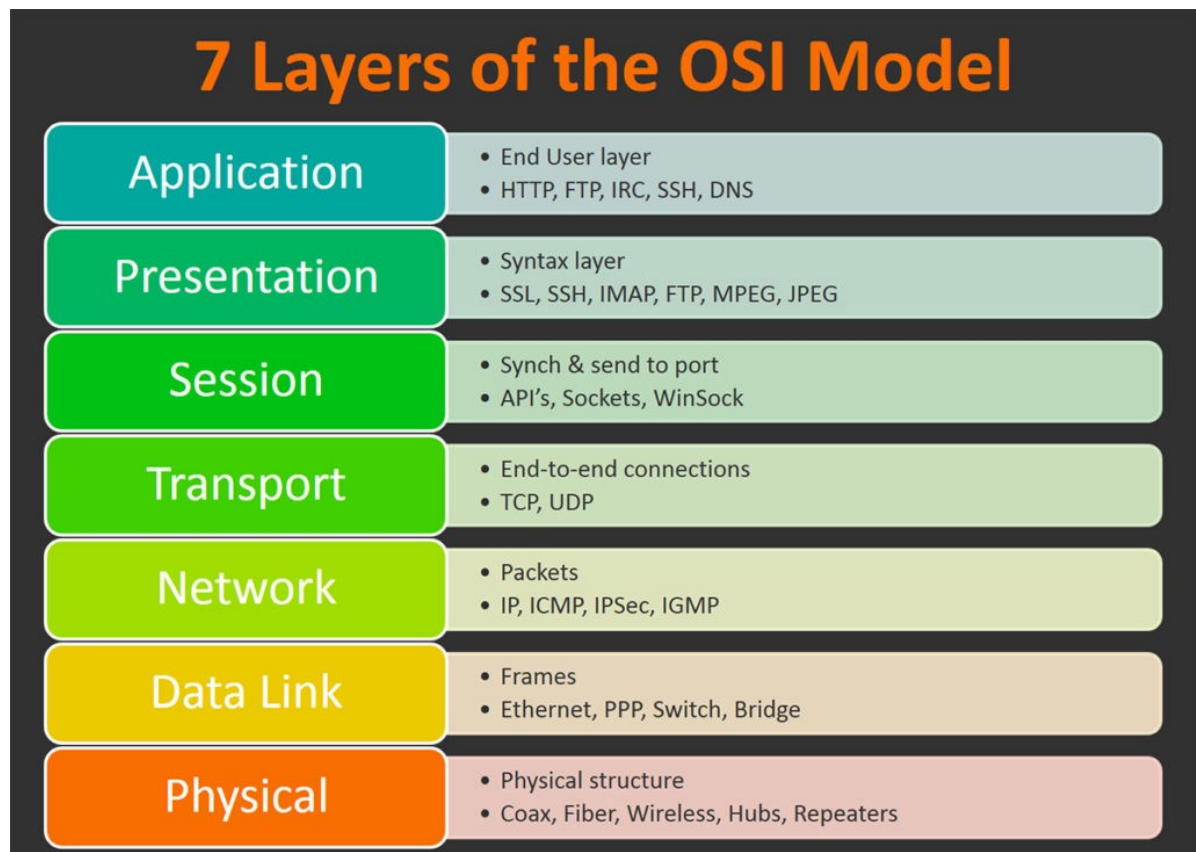 7 Layers of the OSI Model
Application
• End User layer
• HTTP, FTP, IRC, SSH, DNS
Presentation
• Syntax layer
• SSL, SSH, IMAP, FTP, MPEG, JPEG
Session
• Synch & send to port
• API’s, Sockets, WinSock
Transport
• End-to-end connections
• TCP, UDP
Network
• Packets
• IP, ICMP, IPSec, IGMP
Data Link
• Frames
• Ethernet, PPP, Switch, Bridge
Physical
• Physical structure
• Coax, Fiber, Wireless, Hubs, Repeaters